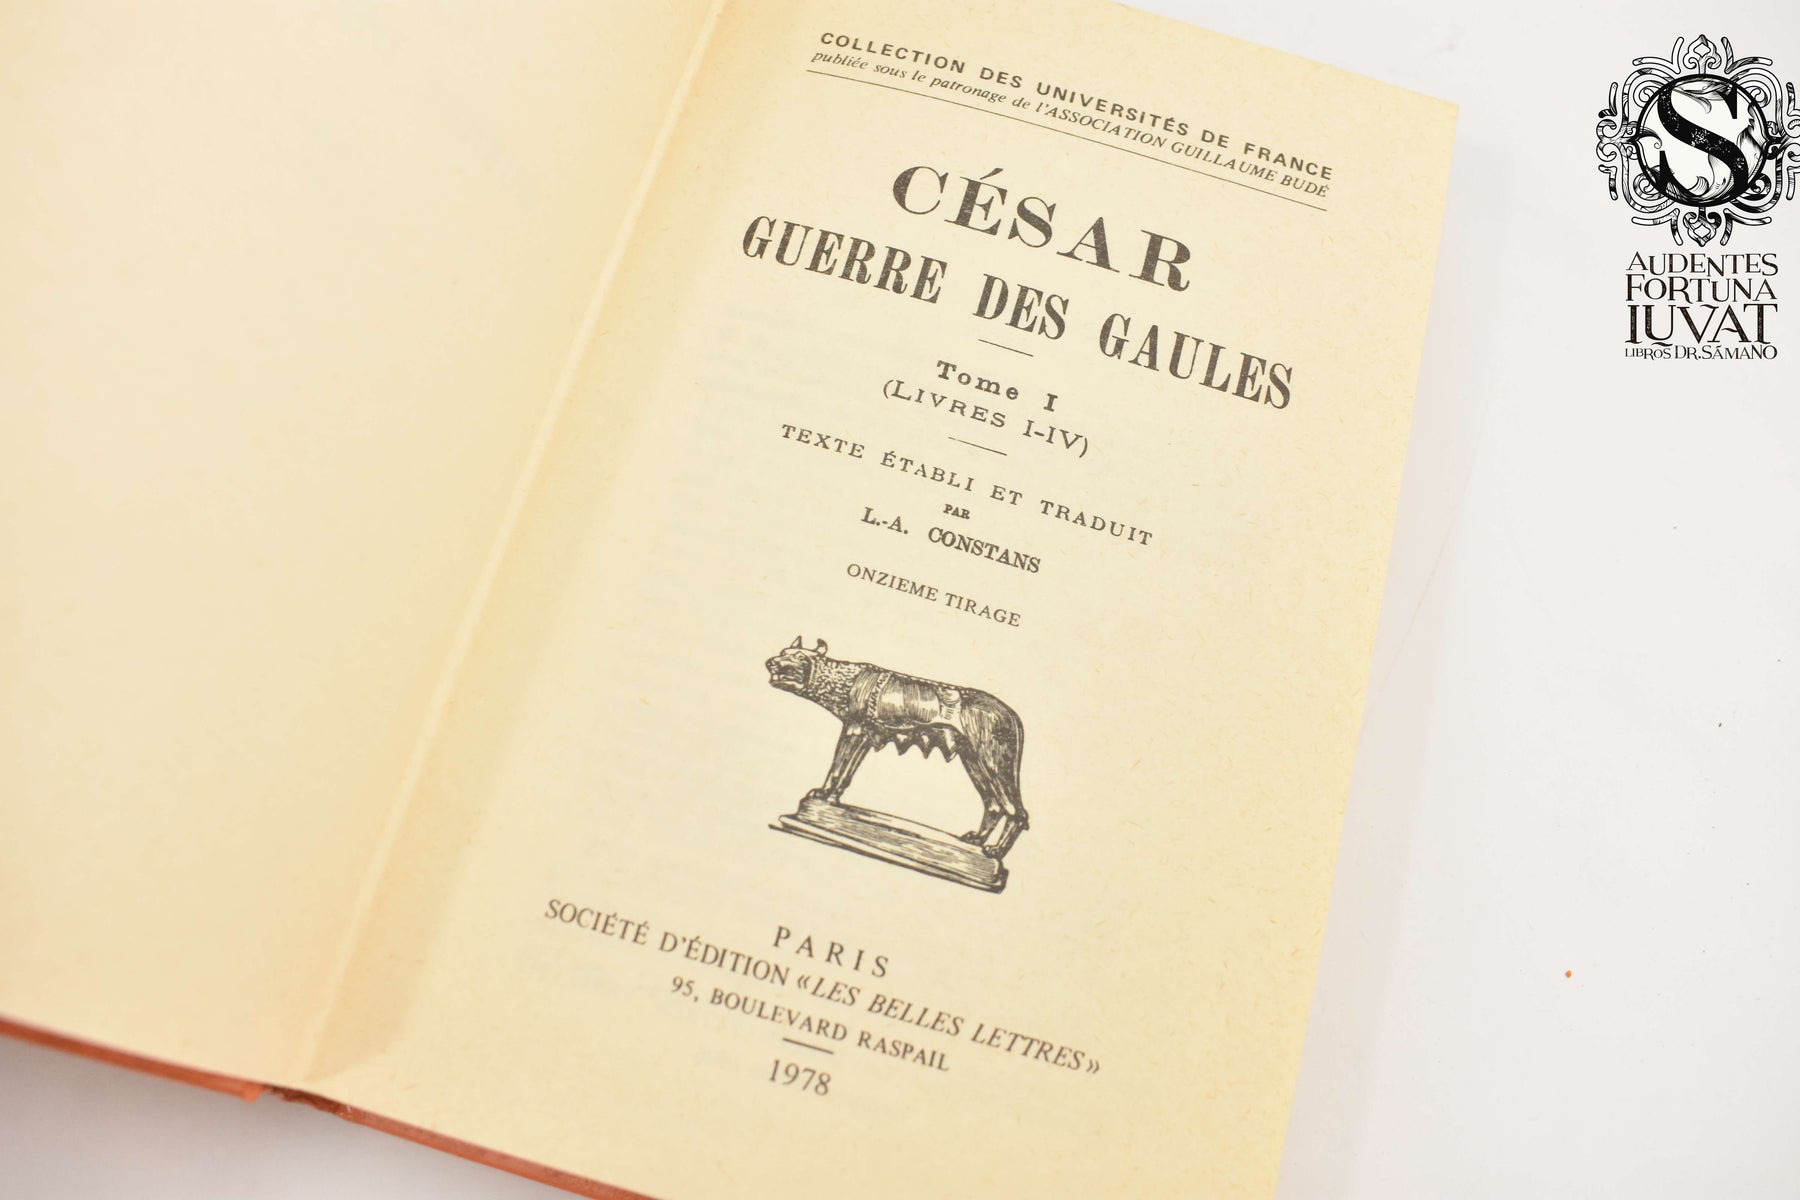 COLLECTION DES UNIVERSITÉS DE FRANCE
publiée sous le patronage de l'ASSOCIATION GUILLAUME BUDÉ
CÉSAR
GUERRE DES GAULES
Tome I
(LIVRES I-IV)
TEXTE ÉTABLI ET TRADUIT
PAR
L.-A. CONSTANS
ONZIEME TIRAGE
PARIS
SOCIÉTÉ D'ÉDITION «LES BELLES LETTRES»
95, BOULEVARD RASPAIL
1978
S
AUDENTES
FORTUNA
IUVAT
LIBROS DR. SÁMANO